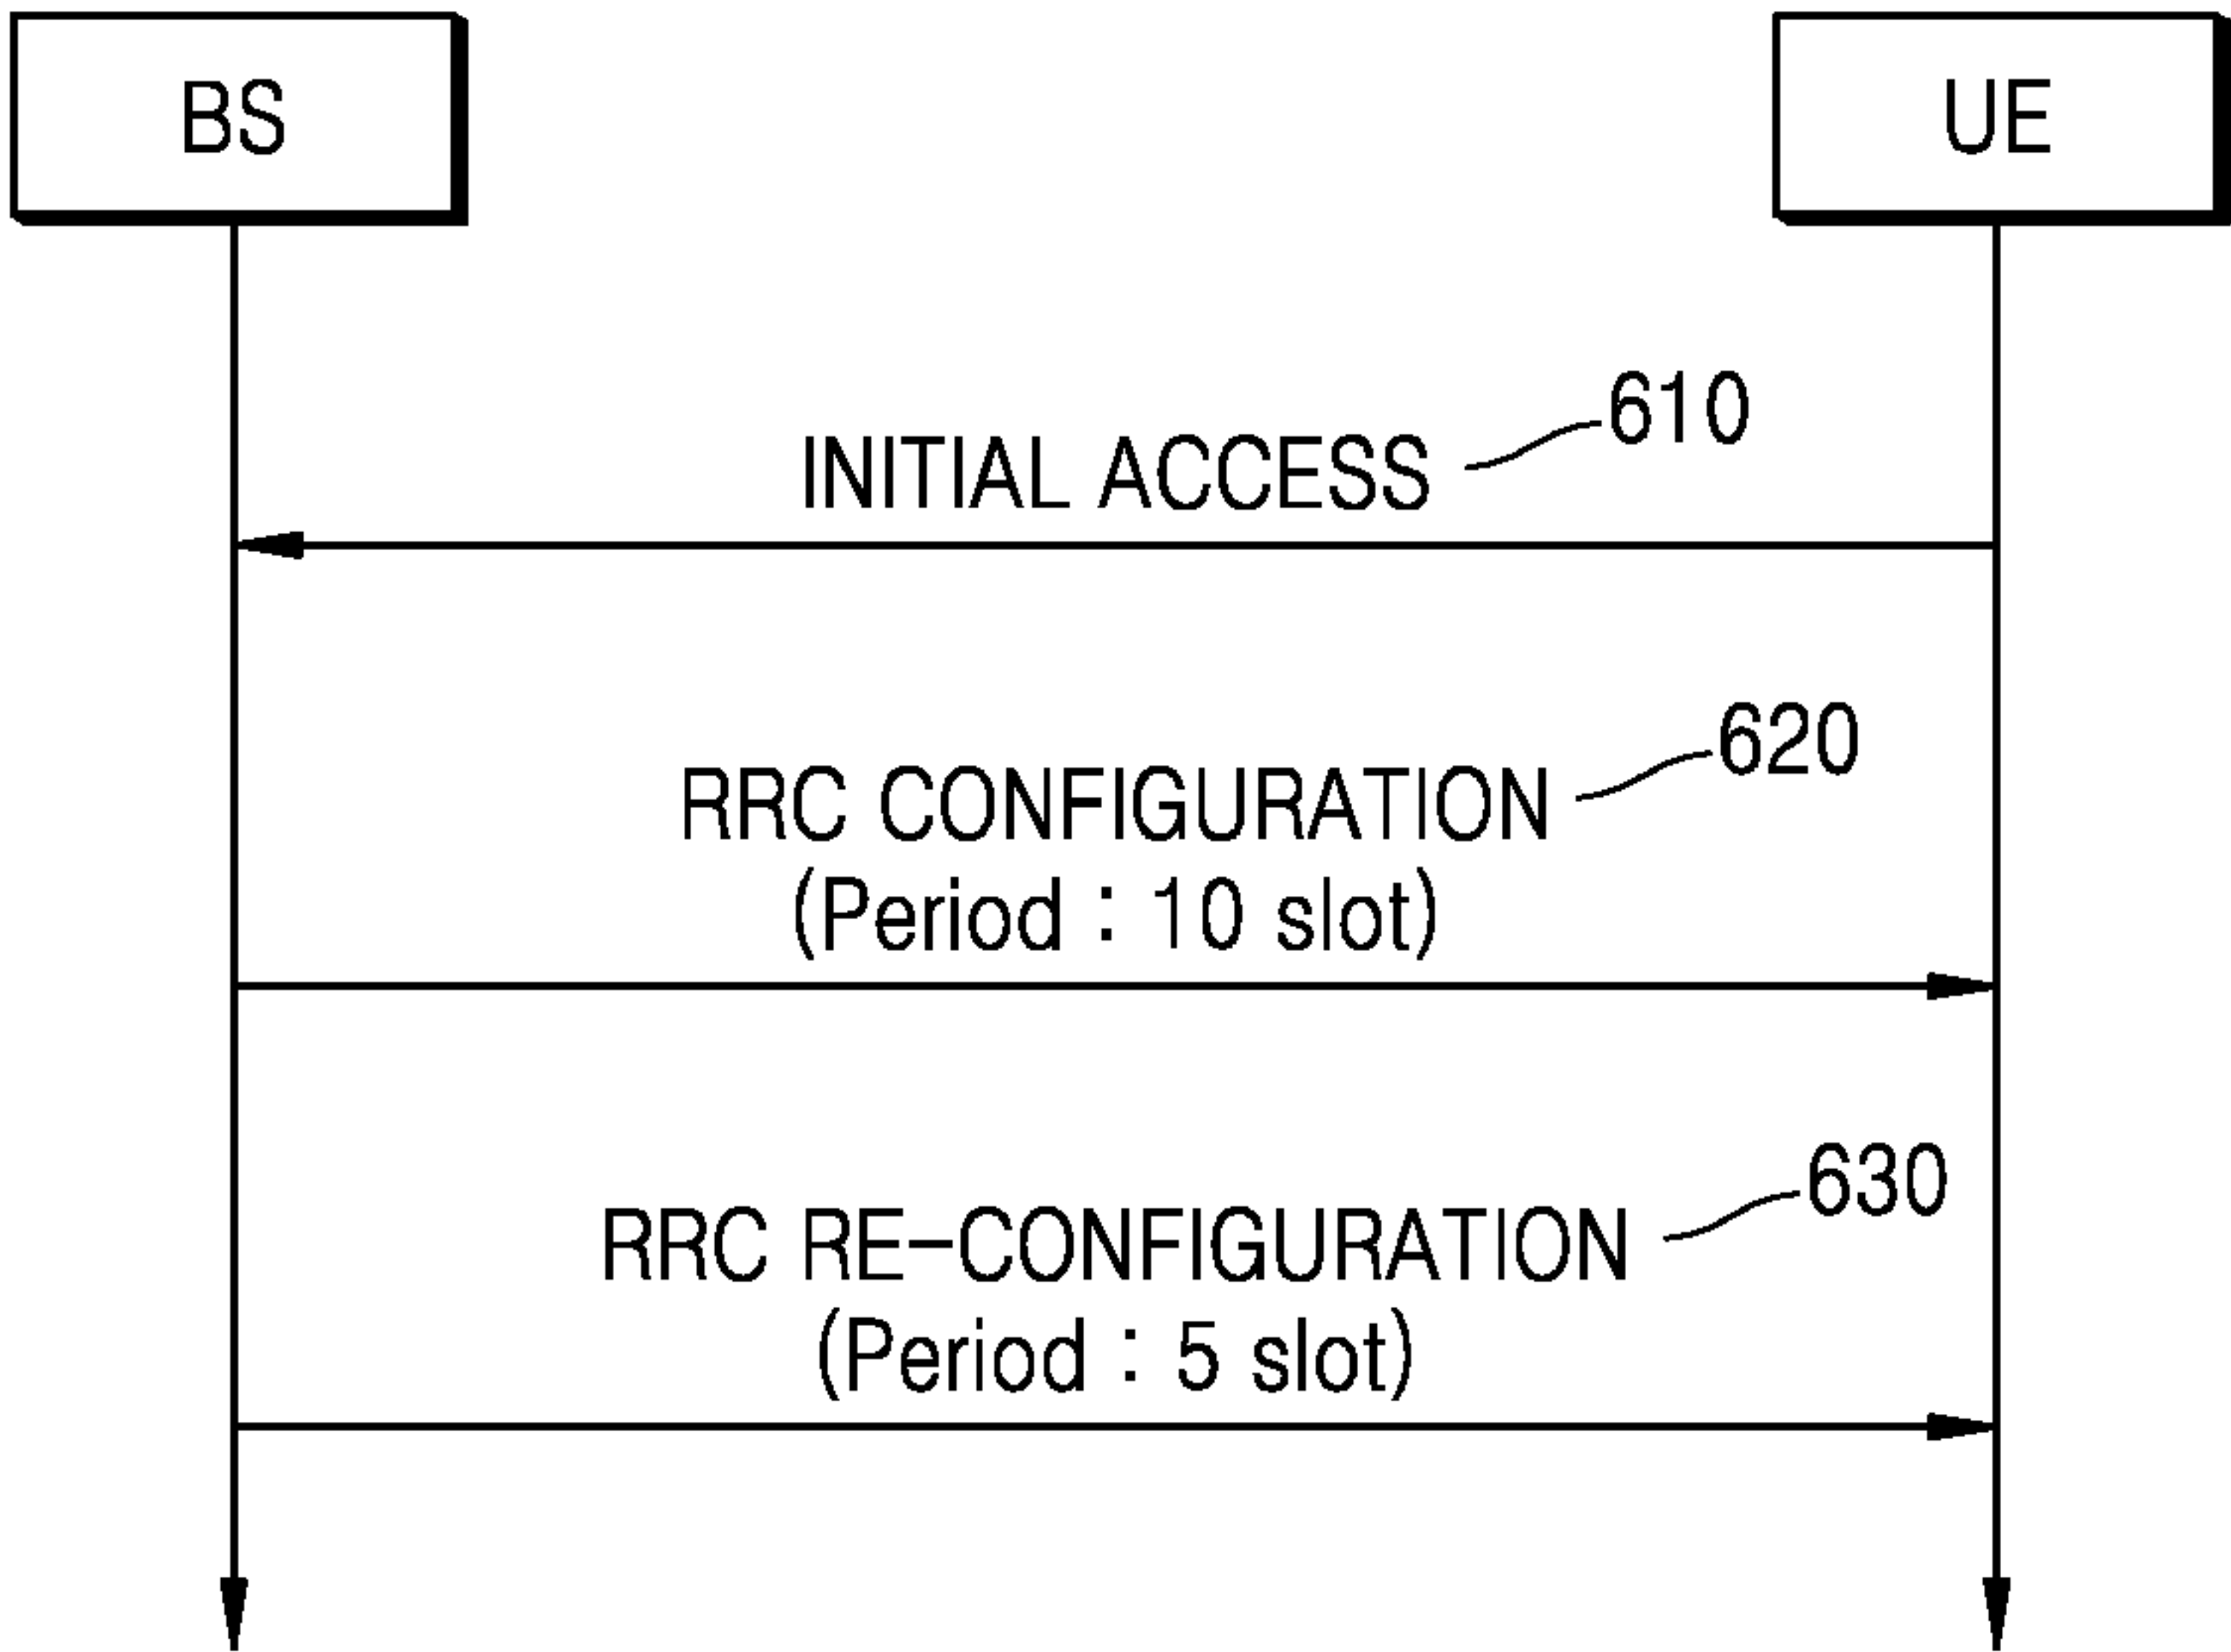 BS
UE
610
INITIAL ACCESS
620
RRC CONFIGURATION
(Period : 10 slot)
630
RRC RE-CONFIGURATION
(Period : 5 slot)